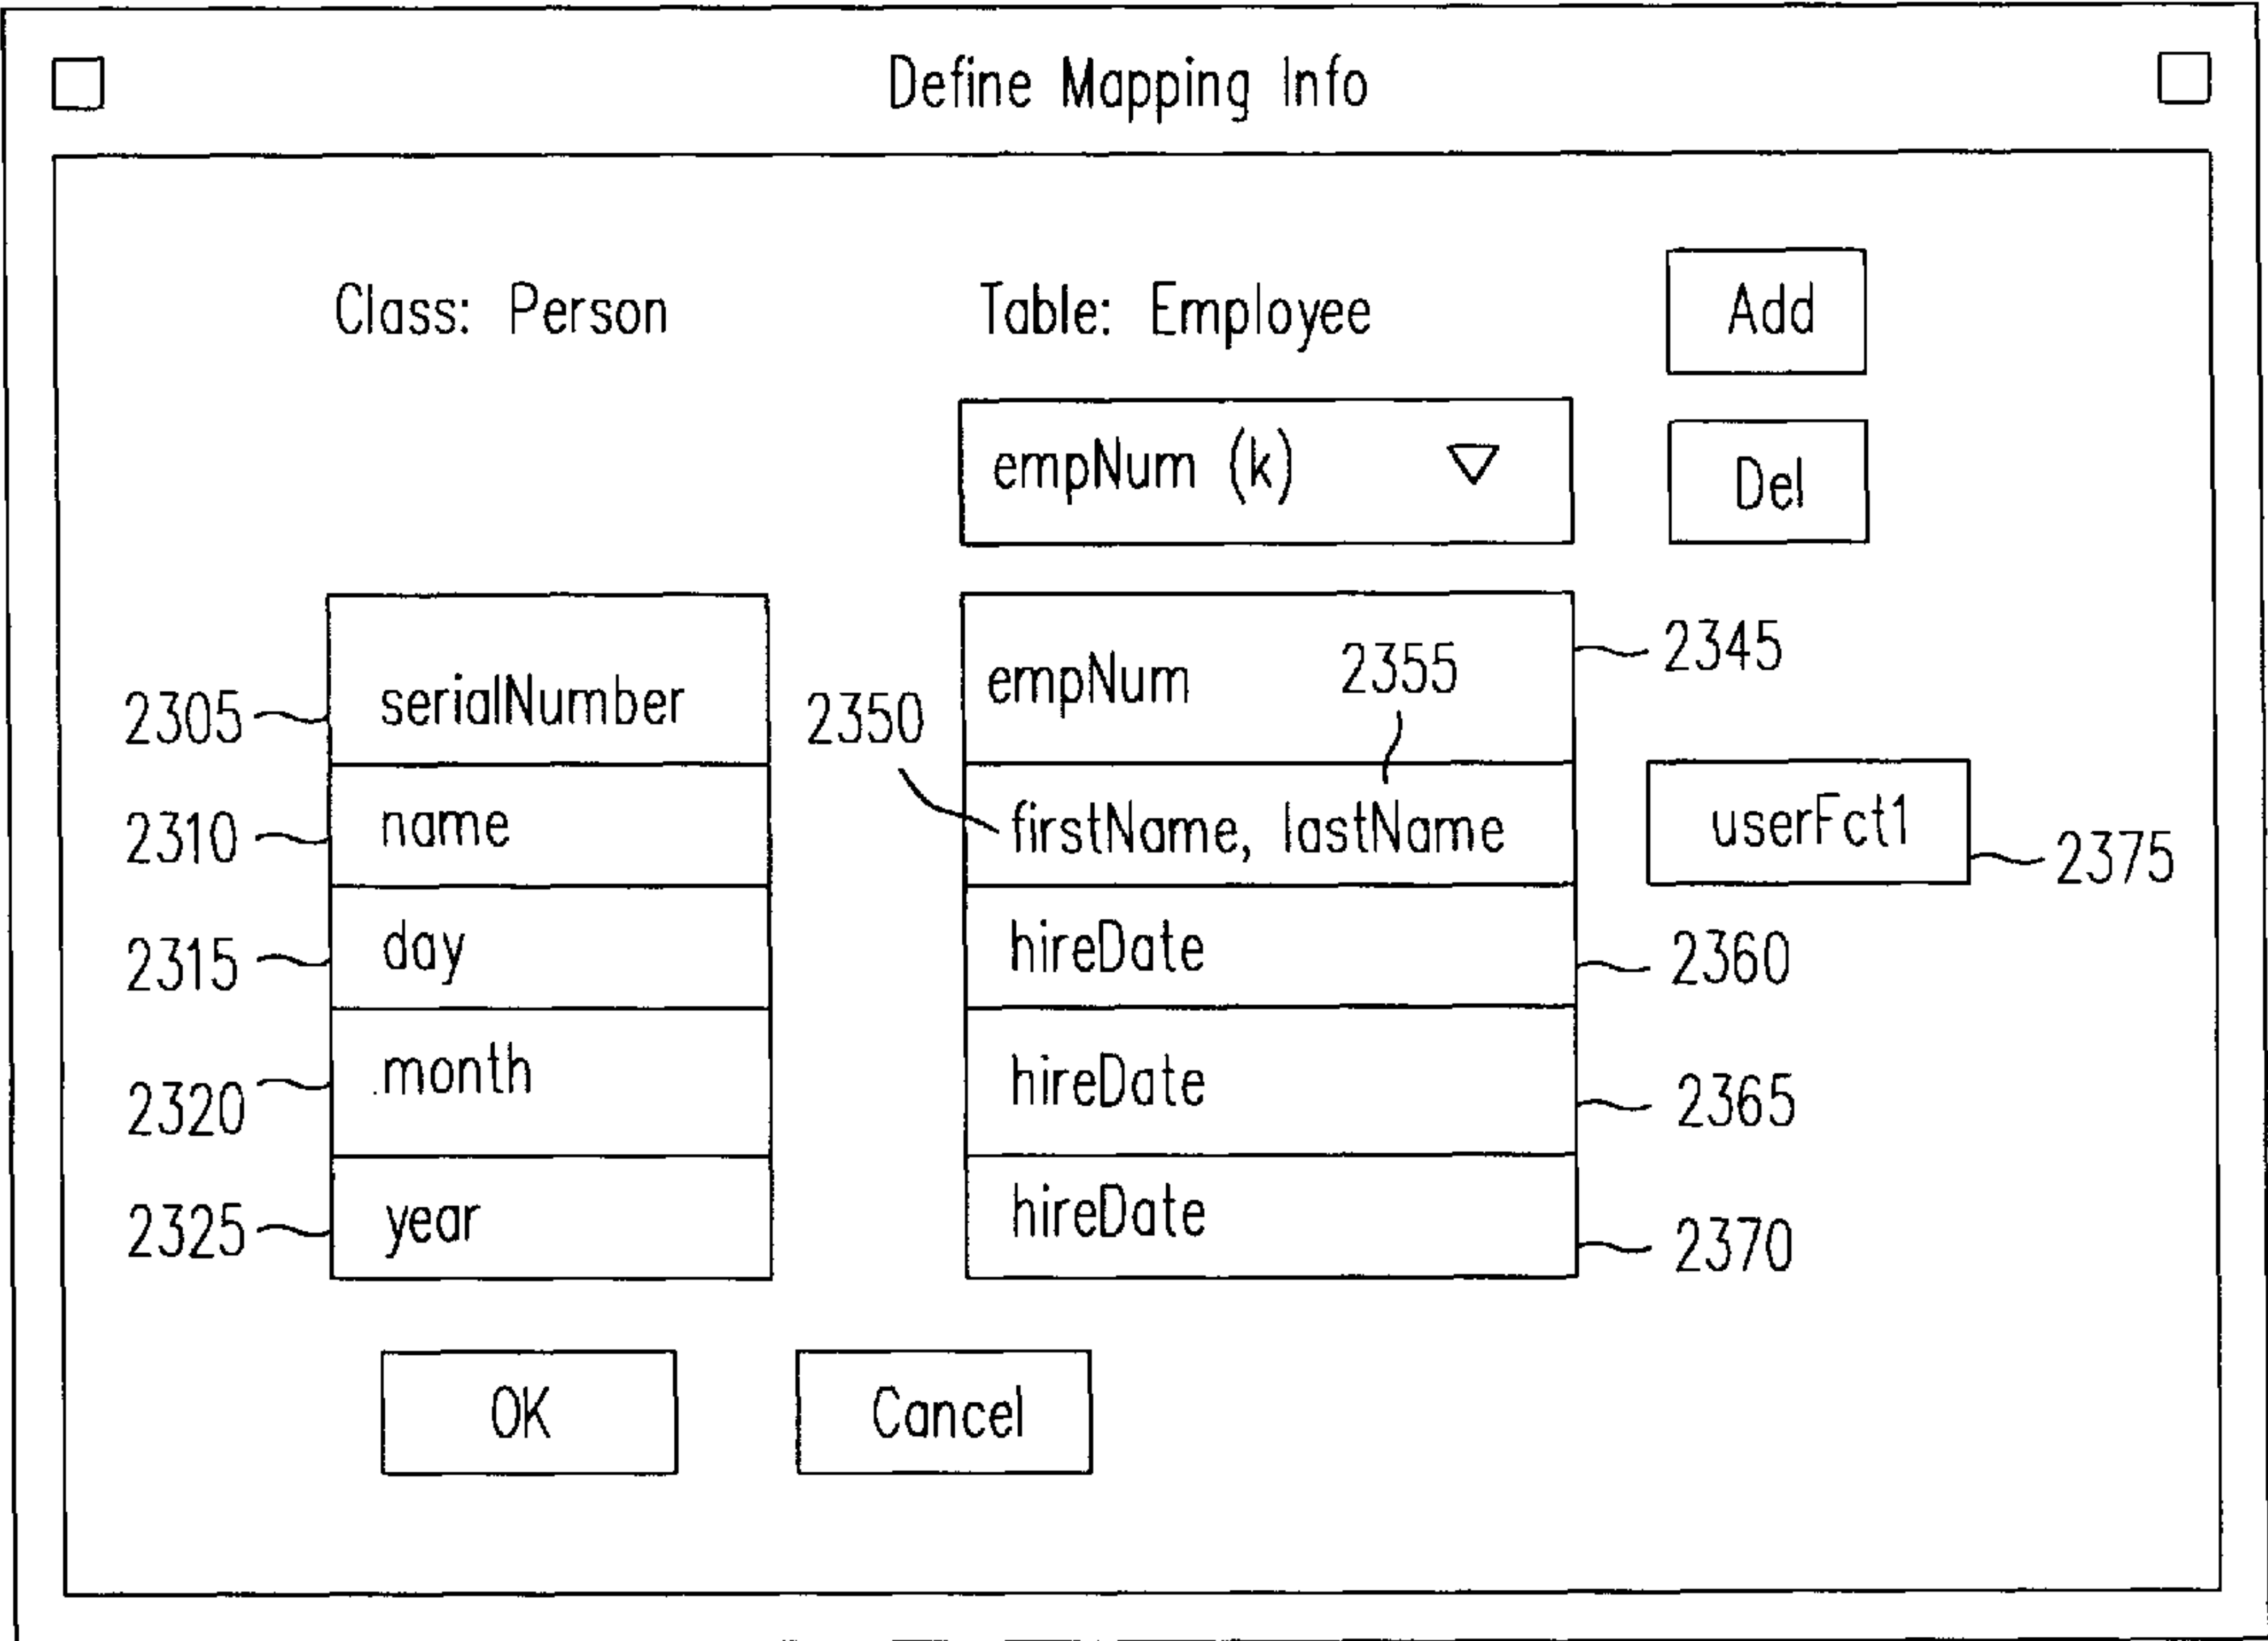 Define Mapping Info
Class: Person
Table: Employee
Add
empNum (k)
Del
2305
serialNumber
2350
empNum
2355
2345
2310
name
firstName, lastName
userFct1
2375
2315
day
hireDate
2360
2320
month
hireDate
2365
2325
year
hireDate
2370
OK
Cancel